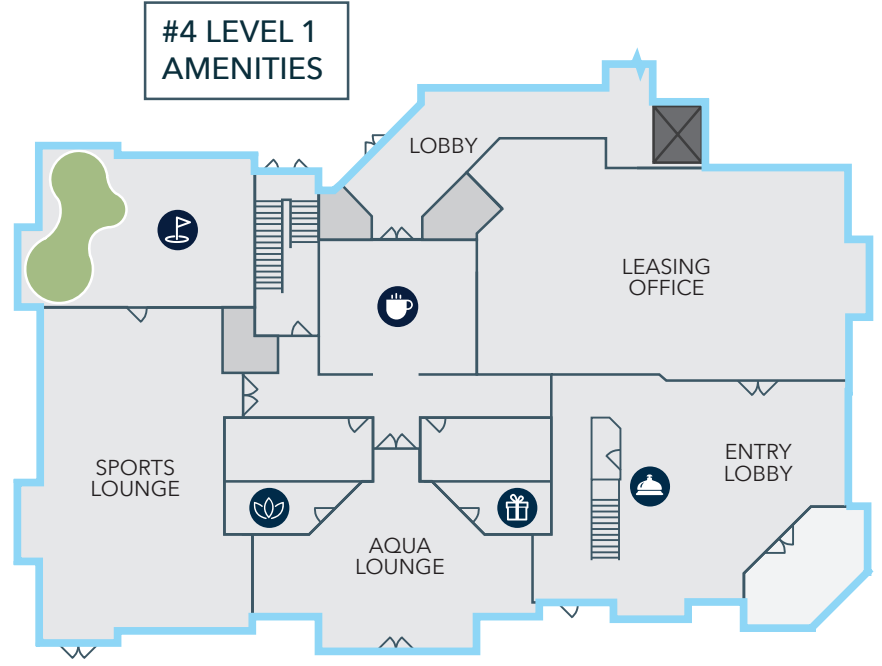 #4 LEVEL 1
AMENITIES
LOBBY
LEASING
OFFICE
SPORTS
LOUNGE
ENTRY
LOBBY
AQUA
LOUNGE